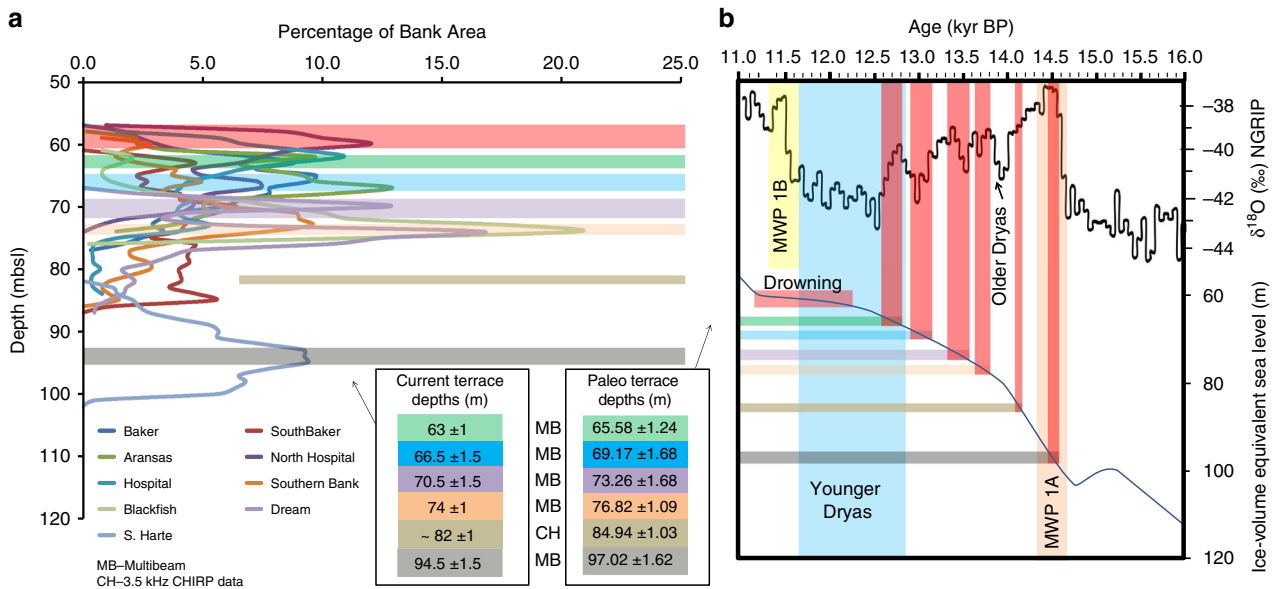 a
Percentage of Bank Area
0.0 5.0 10.0 15.0 20.0 25.0
50
60
70
80
90
100
110
120
Depth (mbsl)
Baker
SouthBaker
Aransas
North Hospital
Hospital
Southern Bank
Blackfish
Dream
S. Harte
MB–Multibeam
CH–3.5 kHz CHIRP data
Current terrace
depths (m)
63 ±1
66.5 ±1.5
70.5 ±1.5
74 ±1
~ 82 ±1
94.5 ±1.5
MB
MB
MB
MB
CH
MB
Paleo terrace
depths (m)
65.58 ±1.24
69.17 ±1.68
73.26 ±1.68
76.82 ±1.09
84.94 ±1.03
97.02 ±1.62
b
Age (kyr BP)
11.0 11.5 12.0 12.5 13.0 13.5 14.0 14.5 15.0 15.5 16.0
MWP 1B
Older Dryas
Drowning
Younger
Dryas
MWP 1A
–38
–40
–42
–44
δ¹⁸O (‰) NGRIP
60
80
100
120
Ice-volume equivalent sea level (m)